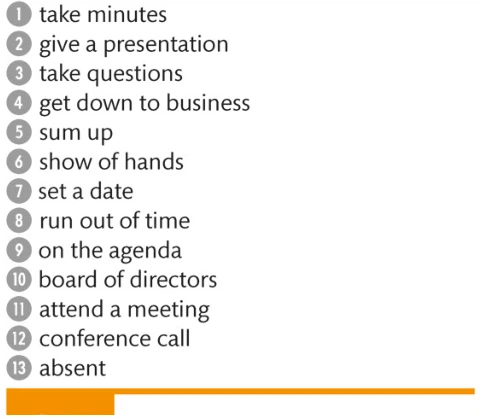 1 take minutes
2 give a presentation
3 take questions
4 get down to business
5 sum up
6 show of hands
7 set a date
8 run out of time
9 on the agenda
10 board of directors
11 attend a meeting
12 conference call
13 absent